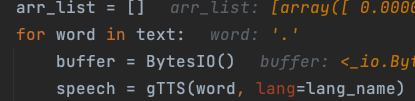 arr_list = []   arr_list: [array([ 0.0000
for word in text:   word: '.'
buffer = BytesIO()   buffer: <_io.Byt
speech = gTTS(word, lang=lang_name)